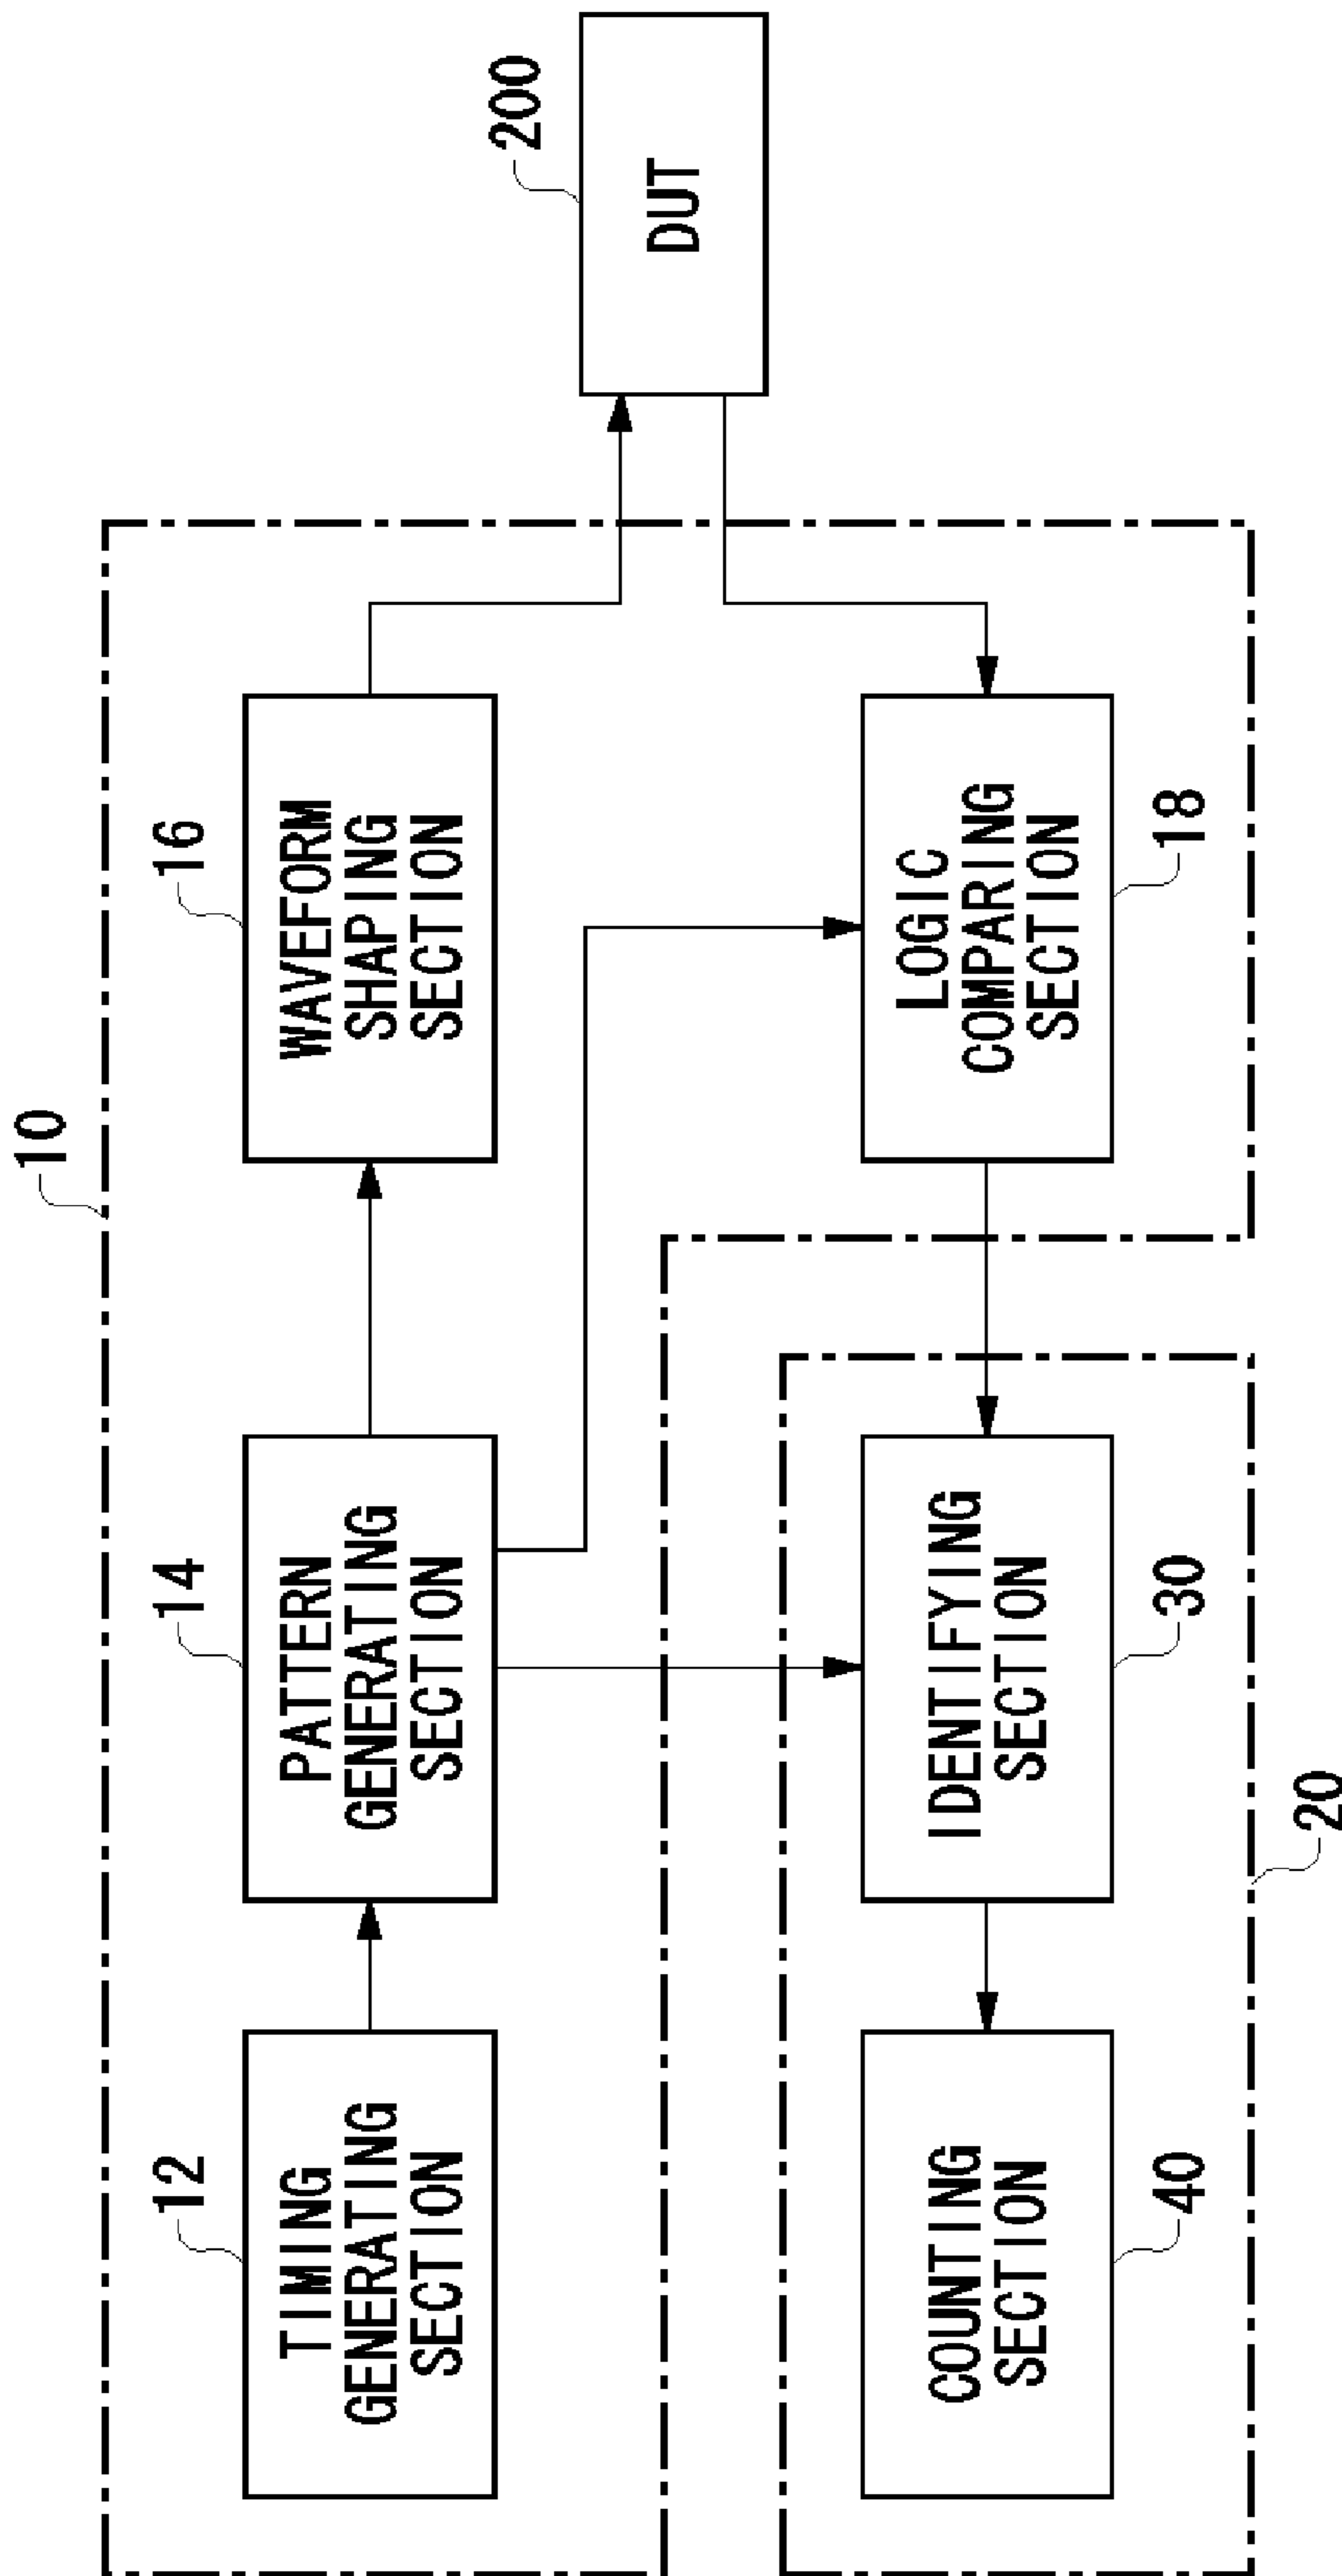 10
12
TIMING
GENERATING
SECTION
14
PATTERN
GENERATING
SECTION
16
WAVEFORM
SHAPING
SECTION
200
DUT
COUNTING
SECTION
40
IDENTIFYING
SECTION
30
LOGIC
COMPARING
SECTION
18
20